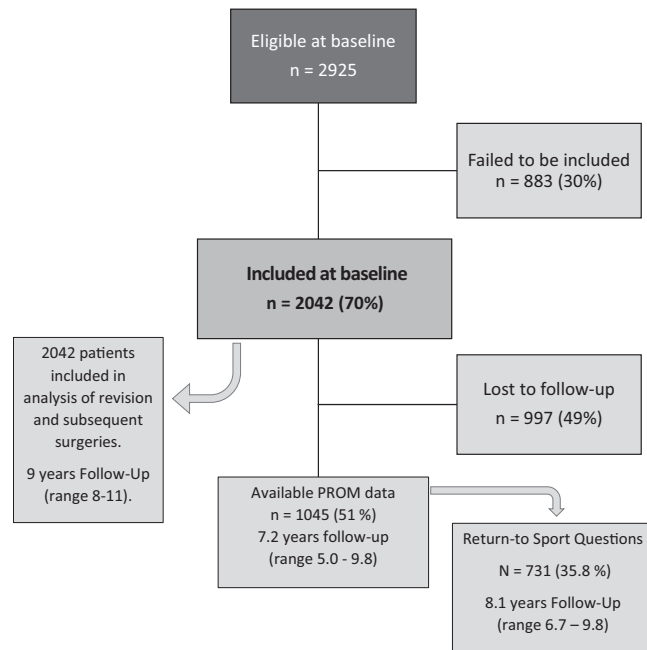 Eligible at baseline
n = 2925
Failed to be included
n = 883 (30%)
Included at baseline
n = 2042 (70%)
2042 patients
included in
analysis of revision
and subsequent
surgeries.
9 years Follow-Up
(range 8-11).
Lost to follow-up
n = 997 (49%)
Available PROM data
n = 1045 (51 %)
7.2 years follow-up
(range 5.0 - 9.8)
Return-to Sport Questions
N = 731 (35.8 %)
8.1 years Follow-Up
(range 6.7 – 9.8)